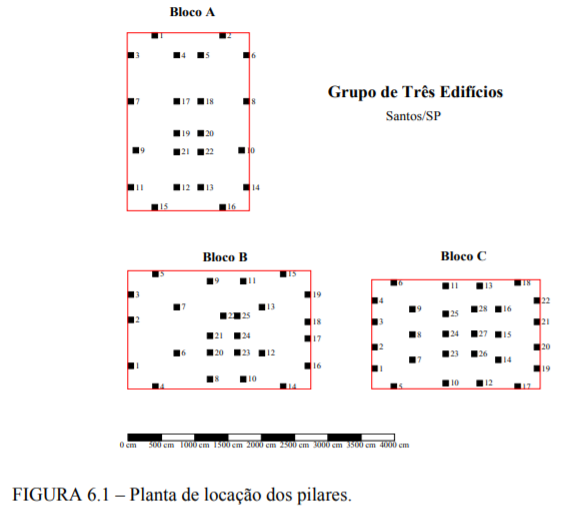 Bloco A
1 2
3 4 5 6
Grupo de Três Edifícios
Santos/SP
7 17 18 8
19 20
9 21 22 10
11 12 13 14
15 16
Bloco B
5 15
9 11
3 19
7 13
2 25 18
21 24 17
6 20 23 12
1 16
8 10
4 14
Bloco C
6 11 13 18
4 22
9 28 16
25
3 21
8 24 27 15
2 20
7 23 26 14
1 19
5 10 12 17
0 cm 500 cm 1000 cm 1500 cm 2000 cm 2500 cm 3000 cm 3500 cm 4000 cm
FIGURA 6.1 – Planta de locação dos pilares.